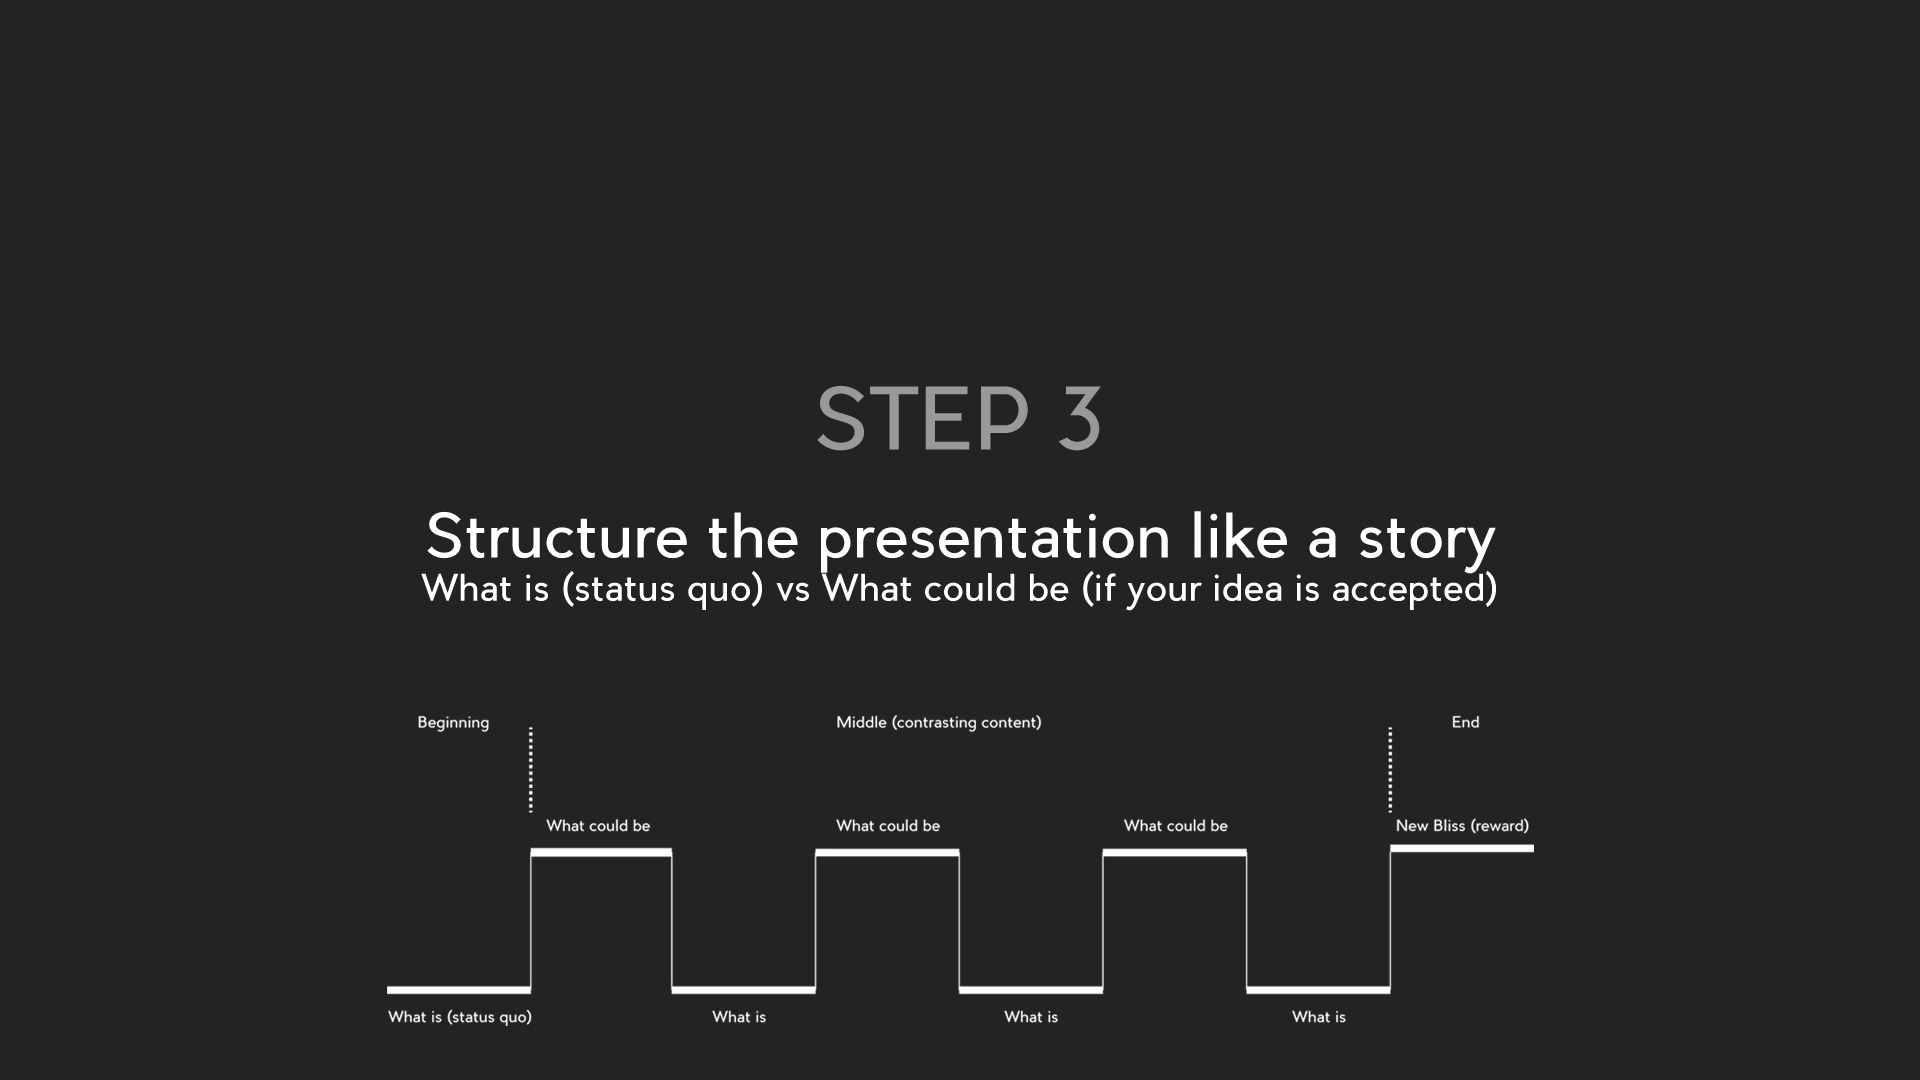 STEP 3
Structure the presentation like a story
What is (status quo) vs What could be (if your idea is accepted)
Beginning
Middle (contrasting content)
End
What could be
What could be
What could be
New Bliss (reward)
What is (status quo)
What is
What is
What is